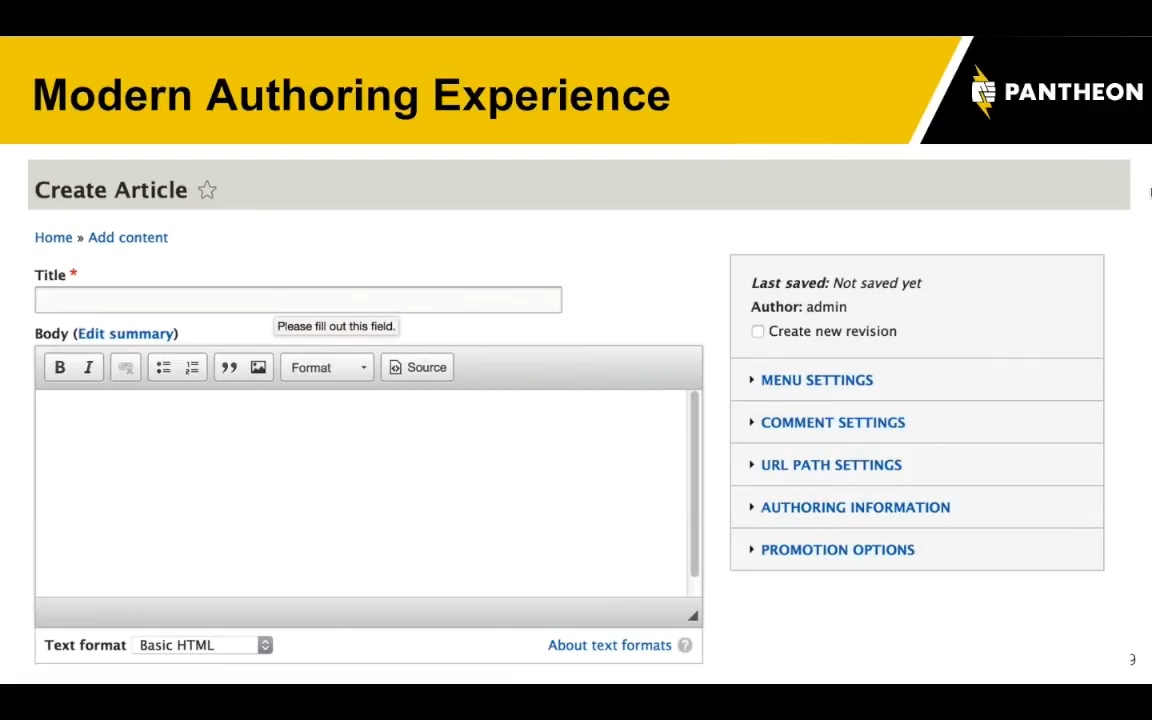 Modern Authoring Experience
PANTHEON
Create Article
Home » Add content
Title *
Please fill out this field.
Body (Edit summary)
B I Format Source
Last saved: Not saved yet
Author: admin
Create new revision
MENU SETTINGS
COMMENT SETTINGS
URL PATH SETTINGS
AUTHORING INFORMATION
PROMOTION OPTIONS
Text format Basic HTML About text formats ?